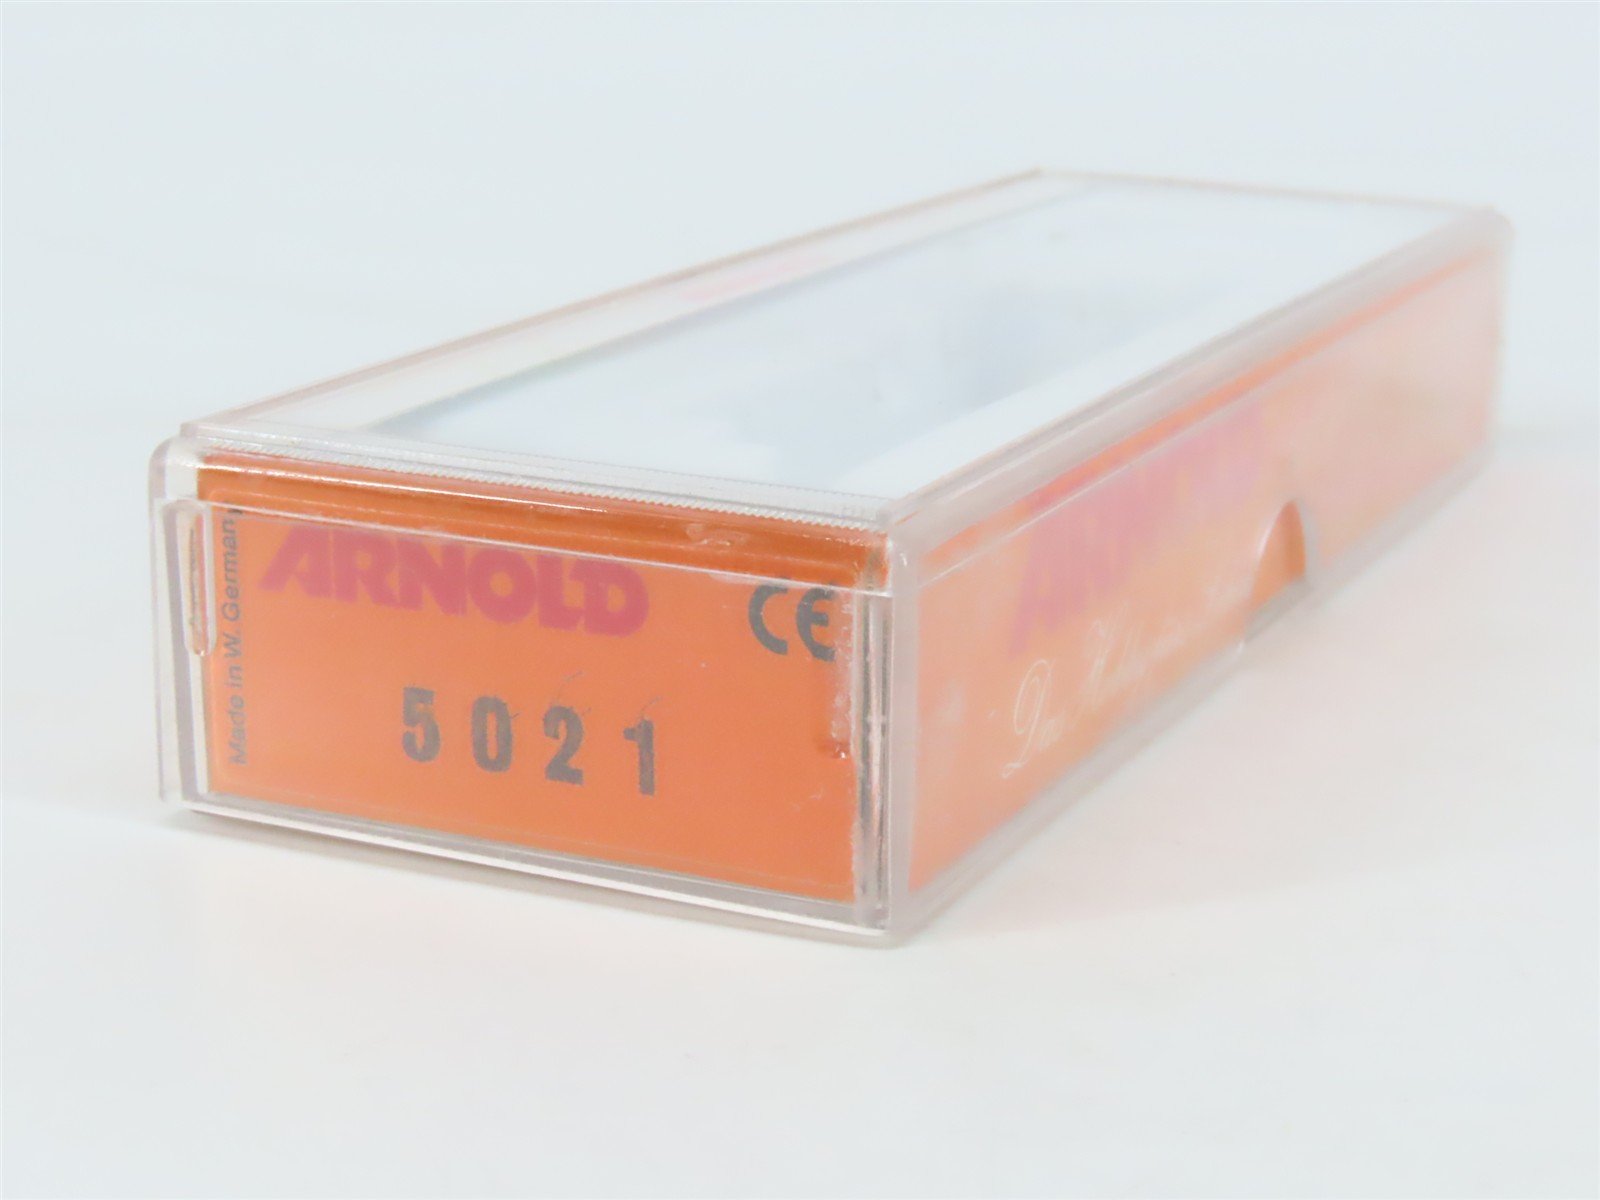 Made in W. Germany
ARNOLD
CE
5021
ARNOLD